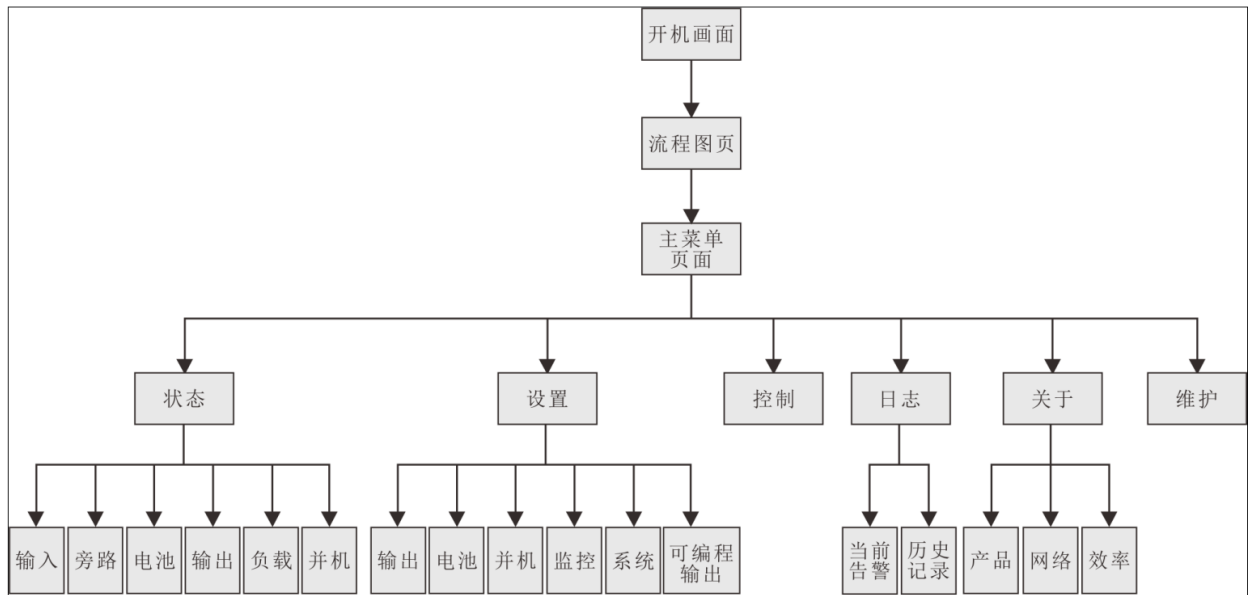 开机画面
流程图页
主菜单
页面
状态
设置
控制
日志
关于
维护
输入
旁路
电池
输出
负载
并机
输出
电池
并机
监控
系统
可编程
输出
当前
告警
历史
记录
产品
网络
效率